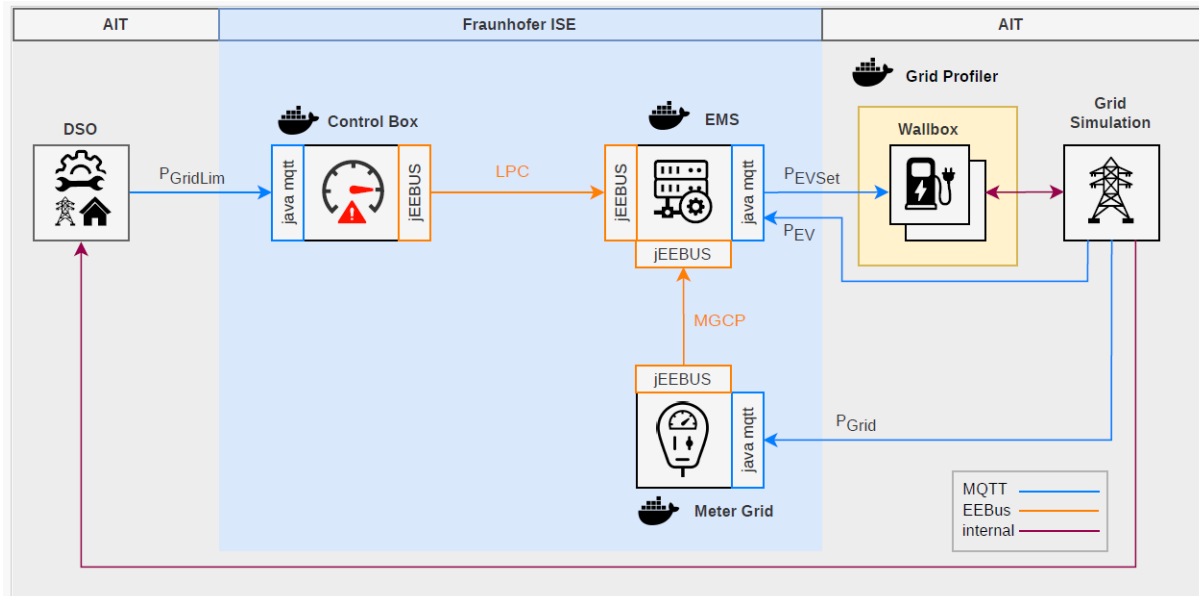 AIT
Fraunhofer ISE
AIT
Grid Profiler
DSO
Control Box
EMS
Wallbox
Grid
Simulation
PGridLim
java mqtt
jEEBUS
LPC
jEEBUS
java mqtt
PEVSet
PEV
jEEBUS
MGCP
jEEBUS
java mqtt
PGrid
Meter Grid
MQTT
EEBus
internal